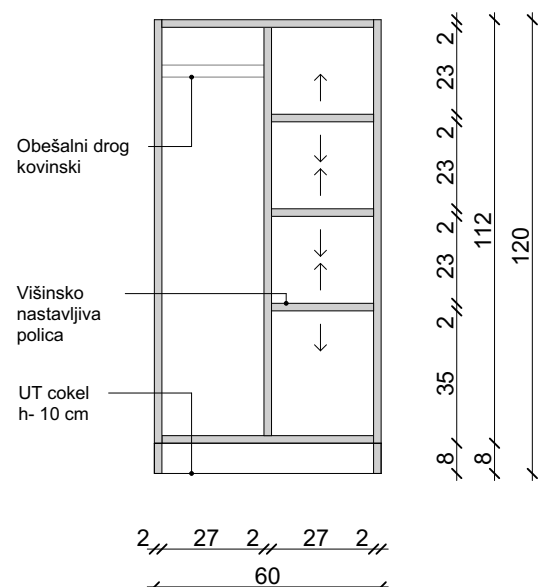 Obešalni drog
kovinski
Višinsko
nastavljiva
polica
UT cokel
h- 10 cm
2
23
2
23
2
23
2
35
8
112
8
120
2 27 2 27 2
60